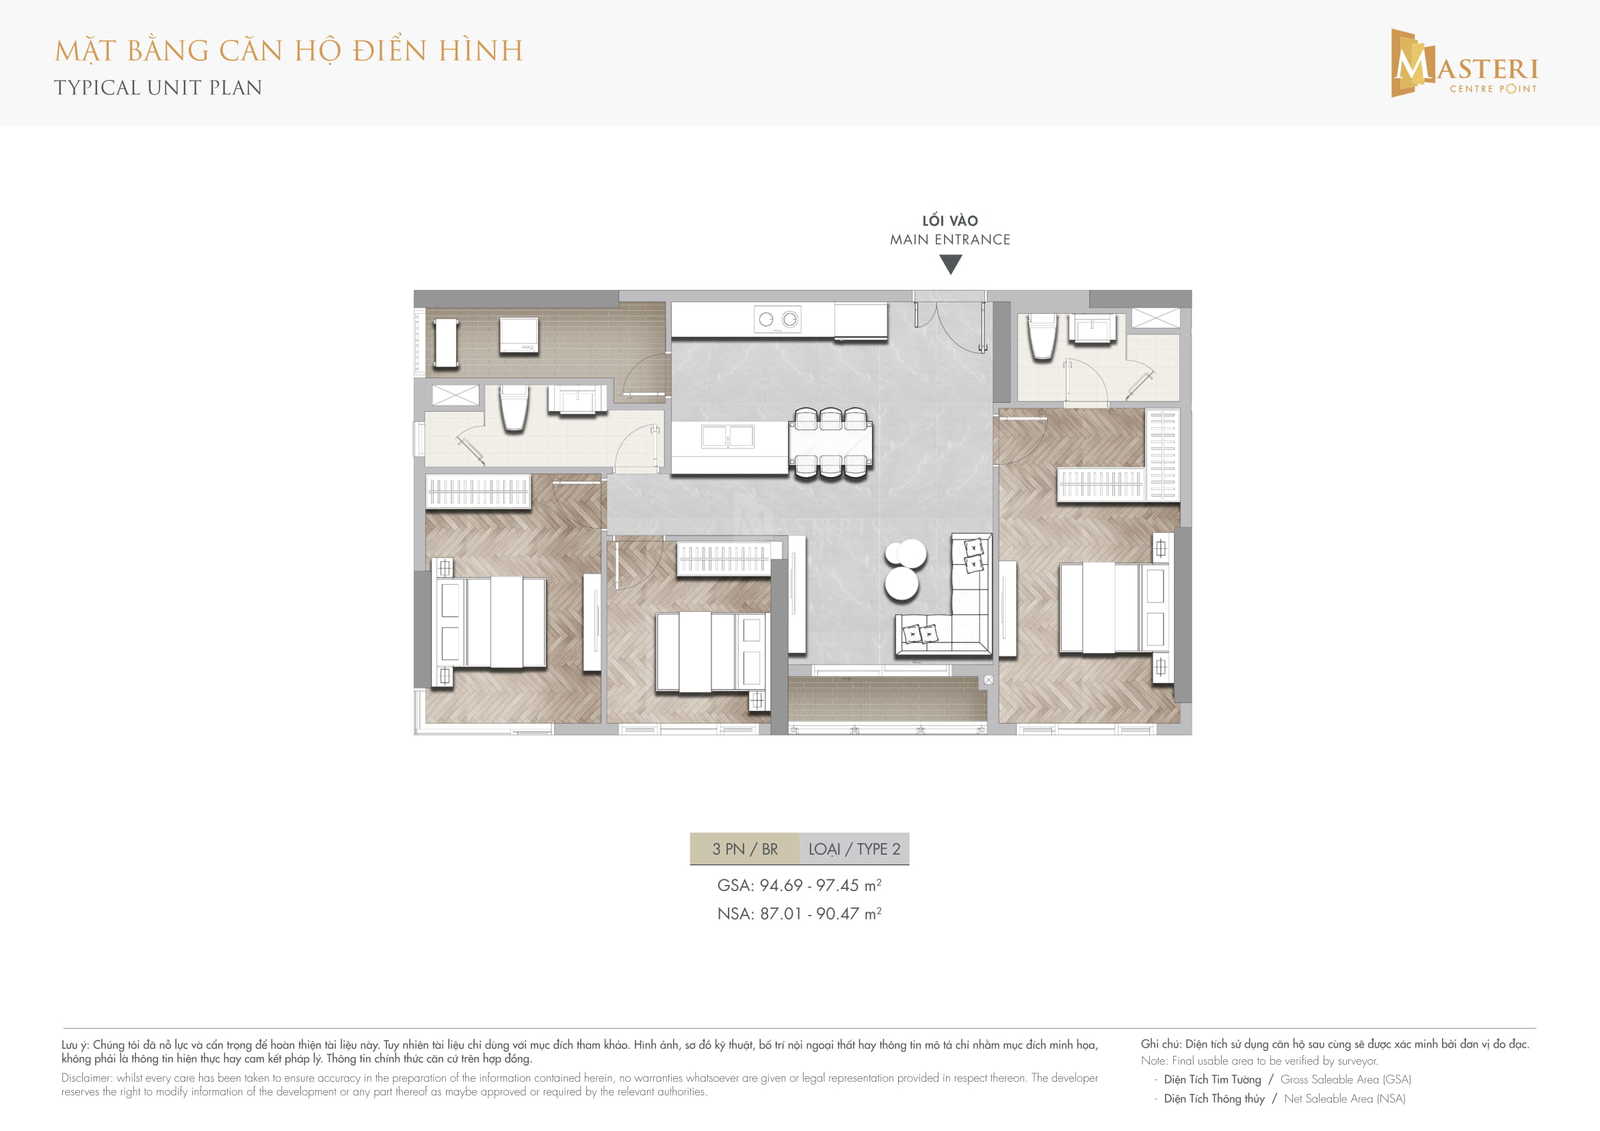 MẶT BẰNG CĂN HỘ ĐIỂN HÌNH
TYPICAL UNIT PLAN
MASTERI
CENTRE POINT
LỐI VÀO
MAIN ENTRANCE
MASTERI
3 PN / BR LOẠI / TYPE 2
GSA: 94.69 - 97.45 m²
NSA: 87.01 - 90.47 m²
Lưu ý: Chúng tôi đã nỗ lực và cẩn trọng để hoàn thiện tài liệu này. Tuy nhiên tài liệu chỉ dùng với mục đích tham khảo. Hình ảnh, sơ đồ kỹ thuật, bố trí nội ngoại thất hay thông tin mô tả chỉ nhằm mục đích minh họa,
không phải là thông tin hiện thực hay cam kết pháp lý. Thông tin chính thức căn cứ trên hợp đồng.
Disclaimer: whilst every care has been taken to ensure accuracy in the preparation of the information contained herein, no warranties whatsoever are given or legal representation provided in respect thereon. The developer
reserves the right to modify information of the development or any part thereof as maybe approved or required by the relevant authorities.
Ghi chú: Diện tích sử dụng căn hộ sau cùng sẽ được xác minh bởi đơn vị đo đạc.
Note: Final usable area to be verified by surveyor.
- Diện Tích Tim Tường / Gross Saleable Area (GSA)
- Diện Tích Thông thủy / Net Saleable Area (NSA)